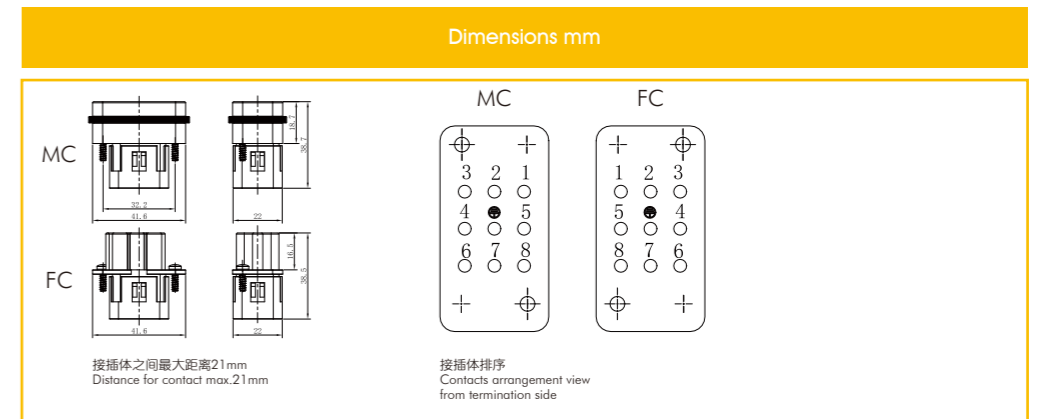 Dimensions mm
MC
FC
MC
18.7
38.7
32.2
41.6
22
3 2 1
4 5
6 7 8
1 2 3
5 4
8 7 6
FC
16.5
38.5
41.6
22
接插体之间最大距离21mm
Distance for contact max.21mm
接插体排序
Contacts arrangement view
from termination side